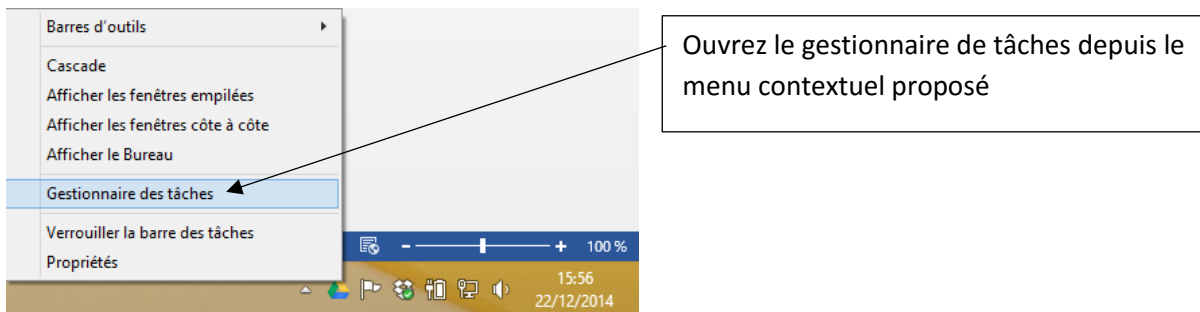 Barres d'outils
Cascade
Afficher les fenêtres empilées
Afficher les fenêtres côte à côte
Afficher le Bureau
Gestionnaire des tâches
Verrouiller la barre des tâches
Propriétés
100 %
15:56
22/12/2014
Ouvrez le gestionnaire de tâches depuis le
menu contextuel proposé